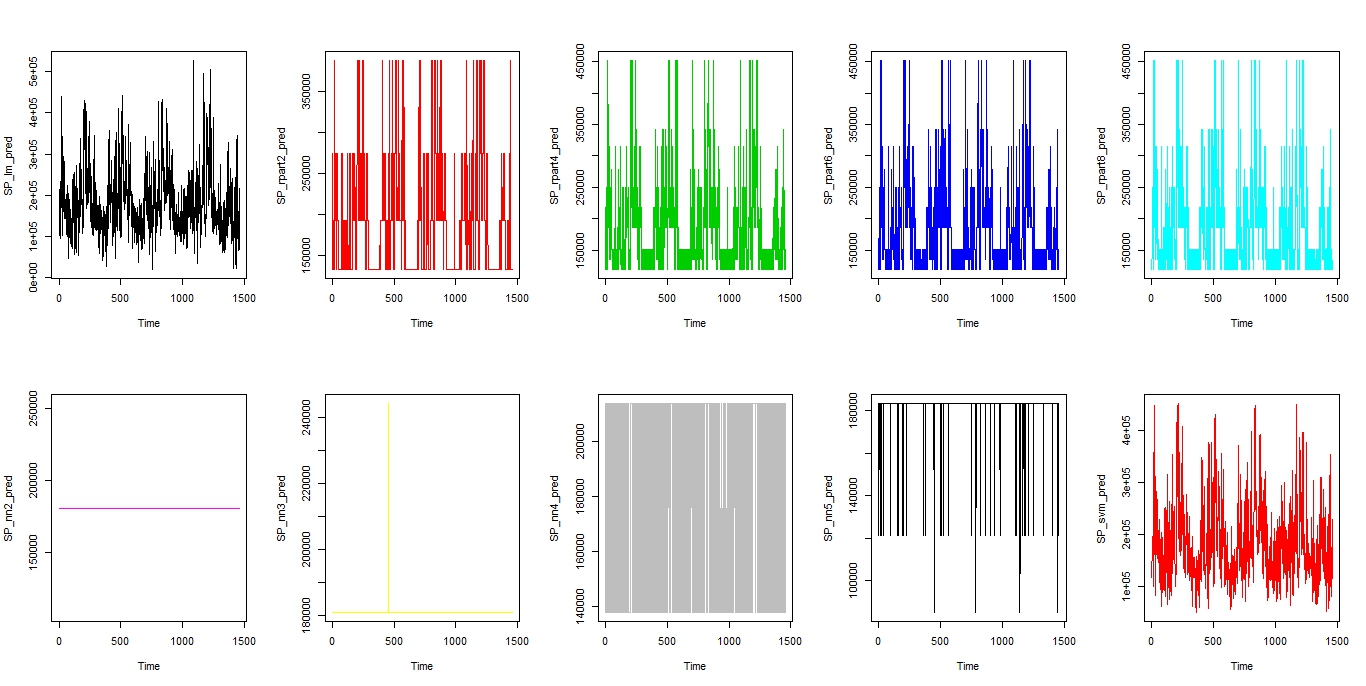 SP_lm_pred
0e+00 1e+05 2e+05 3e+05 4e+05 5e+05
0 500 1000 1500
Time
SP_rpart2_pred
150000 250000 350000
0 500 1000 1500
Time
SP_rpart4_pred
150000 250000 350000 450000
0 500 1000 1500
Time
SP_rpart6_pred
150000 250000 350000 450000
0 500 1000 1500
Time
SP_rpart8_pred
150000 250000 350000 450000
0 500 1000 1500
Time
SP_nn2_pred
150000 200000 250000
0 500 1000 1500
Time
SP_nn3_pred
180000 200000 220000 240000
0 500 1000 1500
Time
SP_nn4_pred
140000 160000 180000 200000
0 500 1000 1500
Time
SP_nn5_pred
100000 140000 180000
0 500 1000 1500
Time
SP_svm_pred
1e+05 2e+05 3e+05 4e+05
0 500 1000 1500
Time